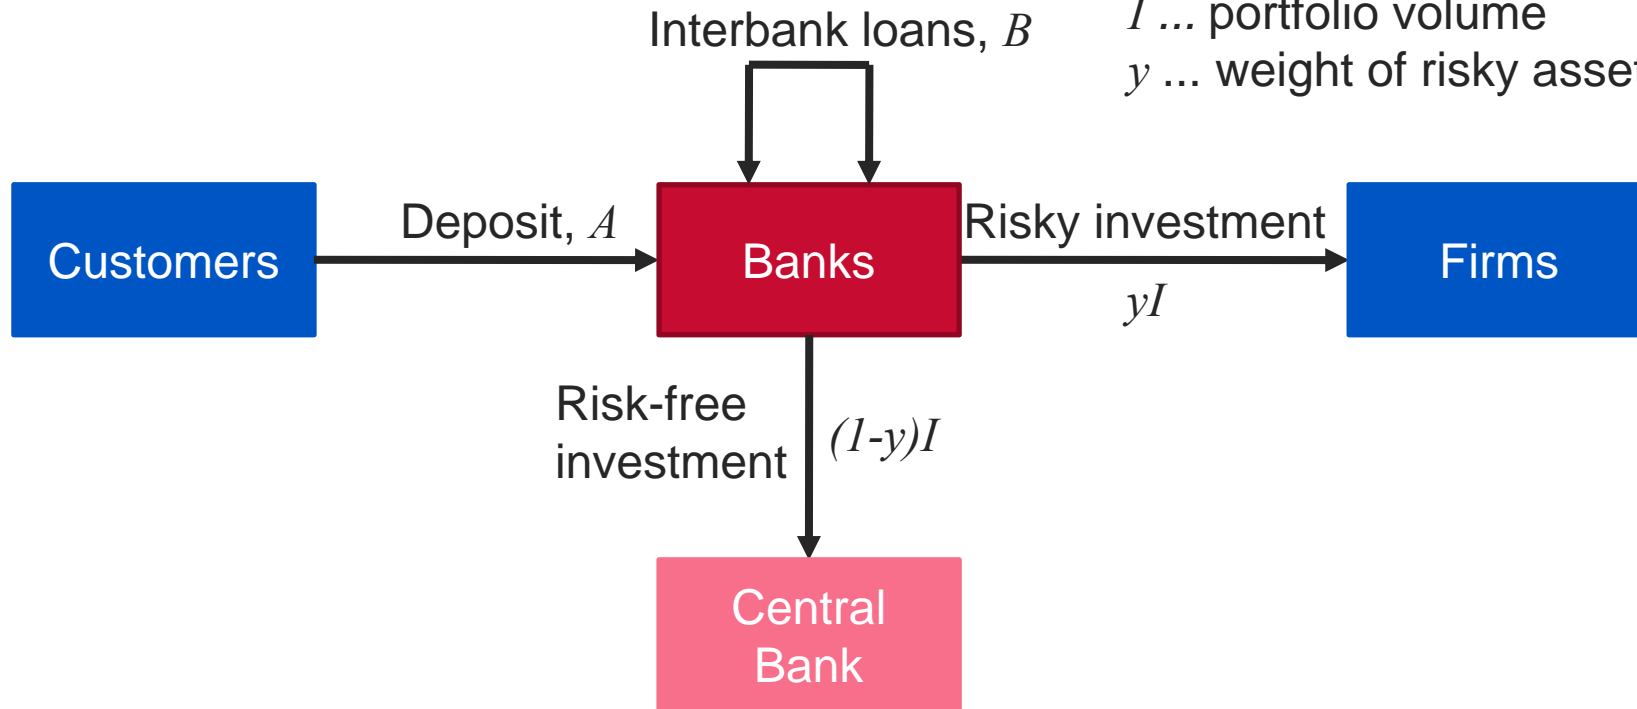 I ... portfolio volume
Interbank loans, B
y ... weight of risky asset
Deposit, A
Risky investment
Customers
Banks
Firms
yI
Risk-free
investment
(1-y)I
Central
Bank